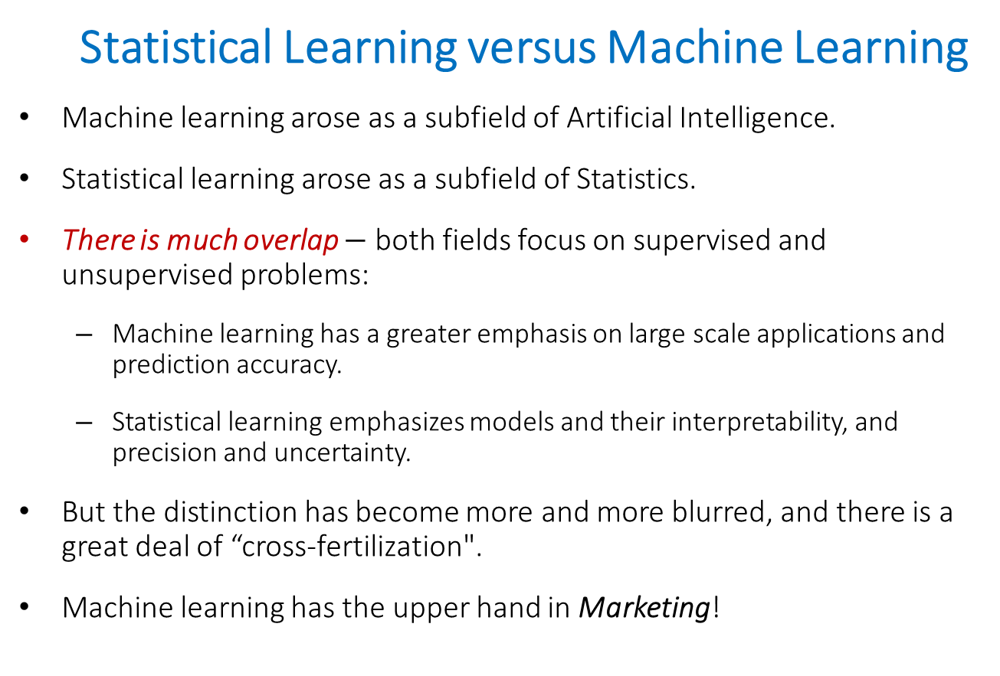 Statistical Learning versus Machine Learning
• Machine learning arose as a subfield of Artificial Intelligence.
• Statistical learning arose as a subfield of Statistics.
• There is much overlap — both fields focus on supervised and
unsupervised problems:
– Machine learning has a greater emphasis on large scale applications and
prediction accuracy.
– Statistical learning emphasizes models and their interpretability, and
precision and uncertainty.
• But the distinction has become more and more blurred, and there is a
great deal of “cross-fertilization".
• Machine learning has the upper hand in Marketing!